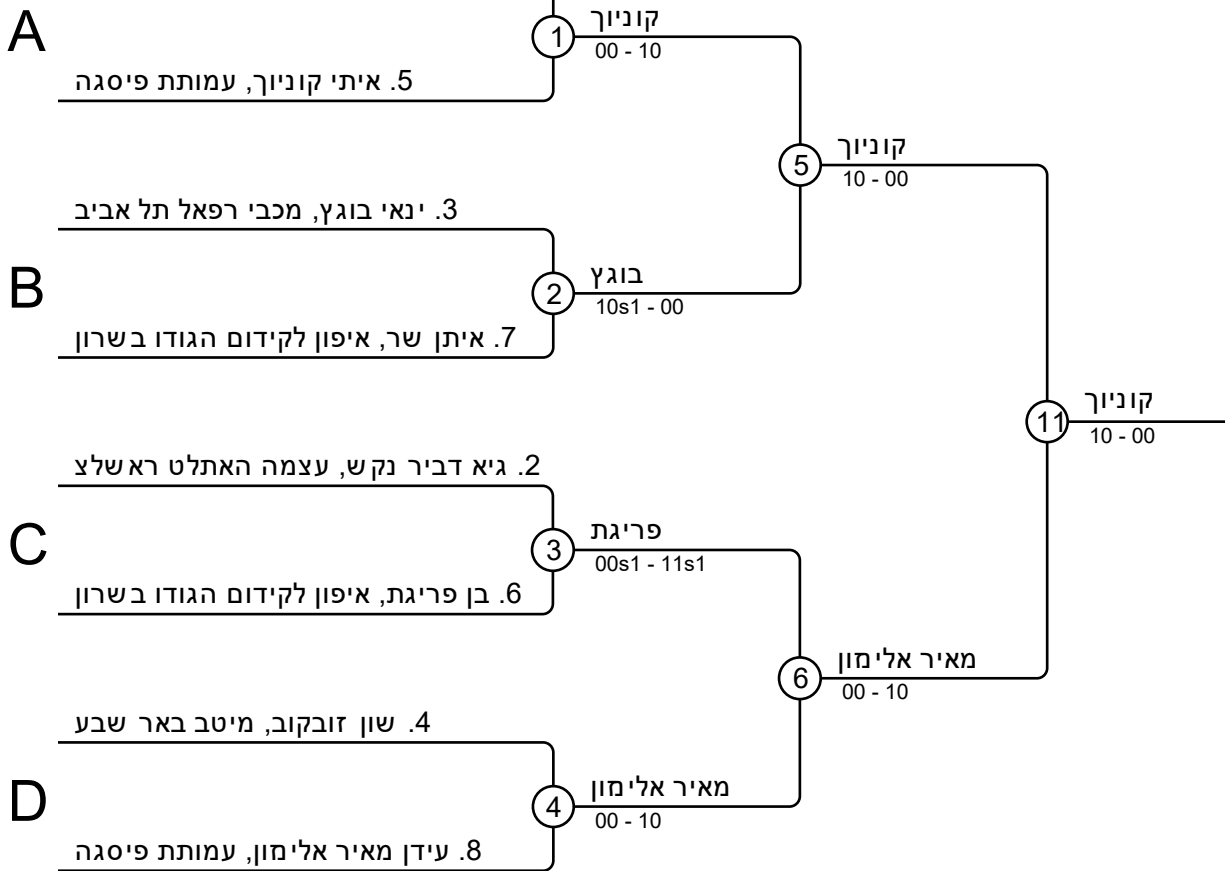 A
1
קוניוך
00 - 10
5. איתי קוניוך, עמותת פיסגה
5
קוניוך
10 - 00
3. ינאי בוגץ, מכבי רפאל תל אביב
B
2
בוגץ
10s1 - 00
7. איתן שר, איפון לקידום הגודו בשרון
11
קוניוך
10 - 00
2. גיא דביר נקש, עצמה האתלט ראשלצ
C
3
פריגת
00s1 - 11s1
6. בן פריגת, איפון לקידום הגודו בשרון
6
מאיר אלימזון
00 - 10
4. שון זובקוב, מיטב באר שבע
D
4
מאיר אלימזון
00 - 10
8. עידן מאיר אלימזון, עמותת פיסגה